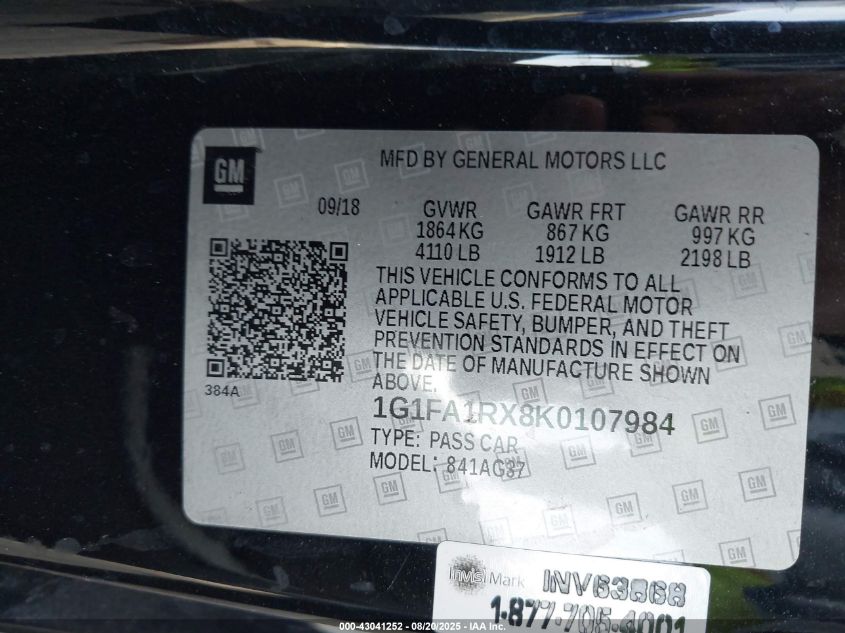 GM
MFD BY GENERAL MOTORS LLC
09/18
GVWR GAWR FRT GAWR RR
1864 KG 867 KG 997 KG
4110 LB 1912 LB 2198 LB
THIS VEHICLE CONFORMS TO ALL
APPLICABLE U.S. FEDERAL MOTOR
VEHICLE SAFETY, BUMPER, AND THEFT
PREVENTION STANDARDS IN EFFECT ON
THE DATE OF MANUFACTURE SHOWN
ABOVE.
384A
1G1FA1RX8K0107984
TYPE: PASS CAR
MODEL: 841AG37
InvisMark INV63868
1-877-705-4001
#00 - 43041252 - 08/20/2025 - IAA Inc.